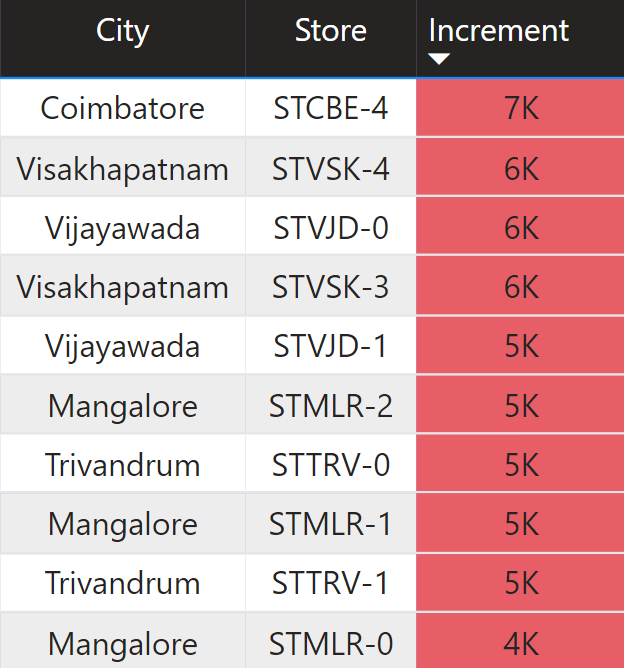 City Store Increment
Coimbatore STCBE-4 7K
Visakhapatnam STVSK-4 6K
Vijayawada STVJD-0 6K
Visakhapatnam STVSK-3 6K
Vijayawada STVJD-1 5K
Mangalore STMLR-2 5K
Trivandrum STTRV-0 5K
Mangalore STMLR-1 5K
Trivandrum STTRV-1 5K
Mangalore STMLR-0 4K